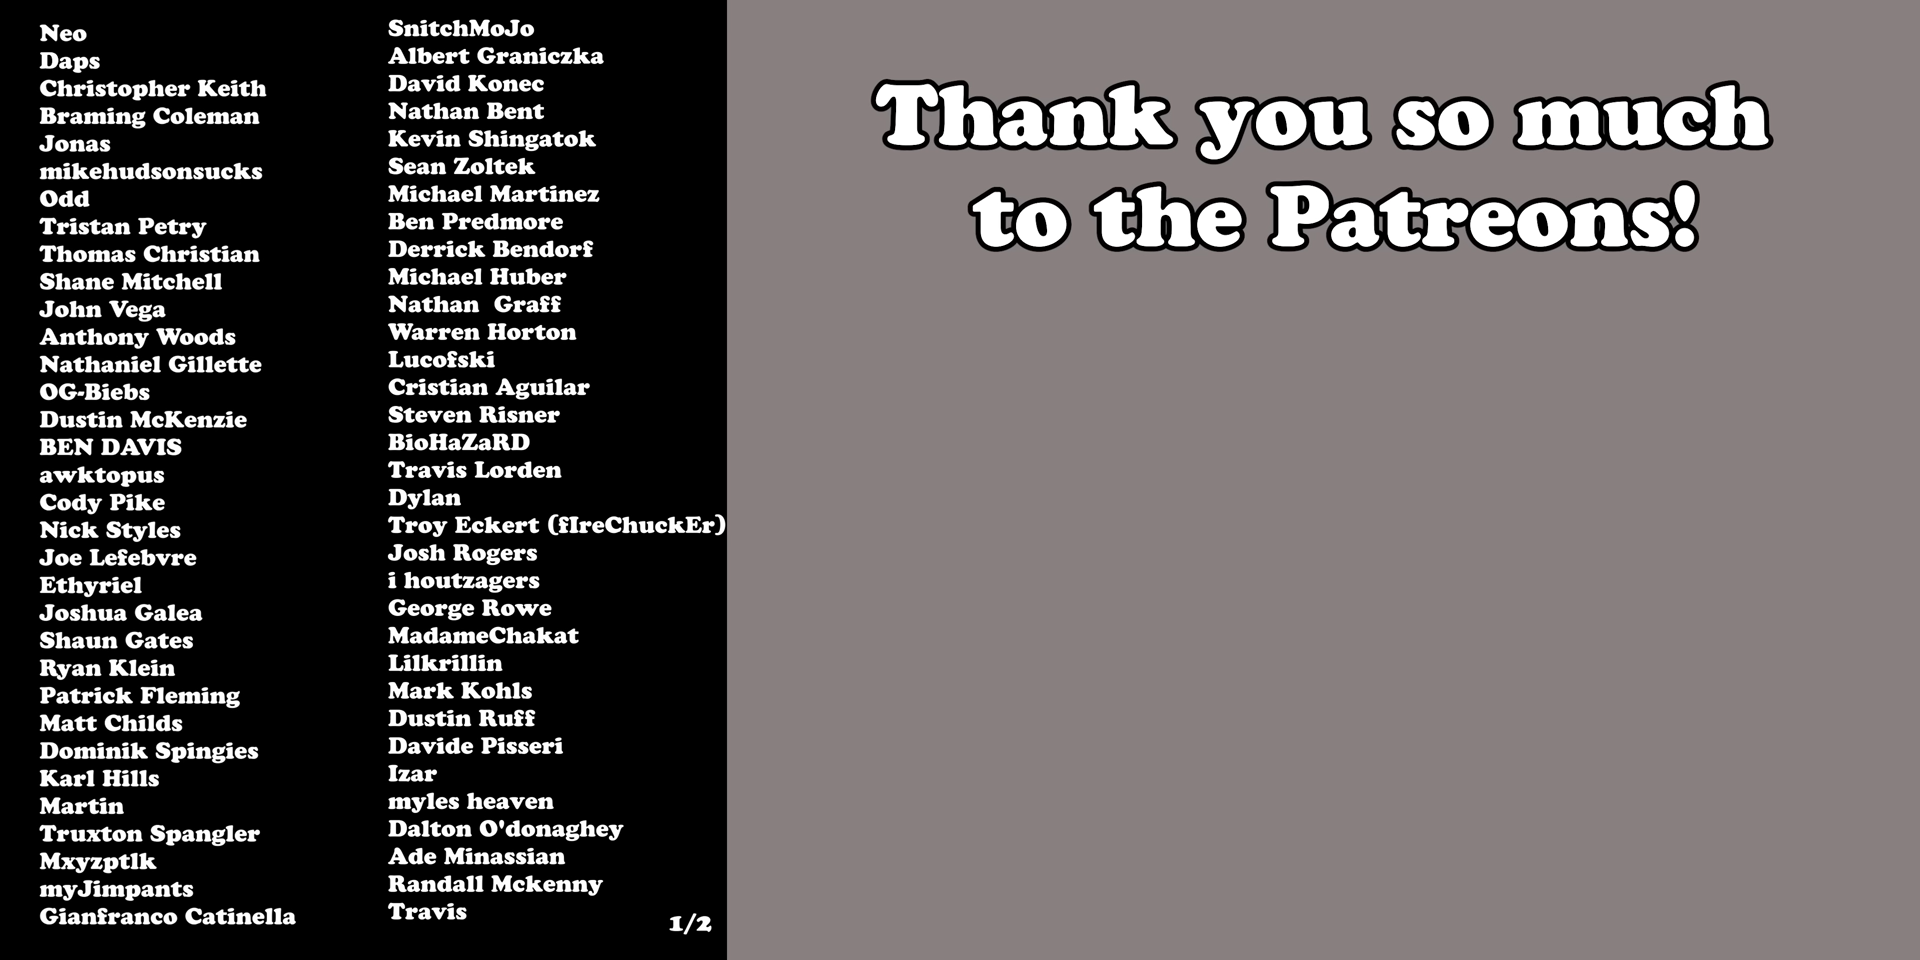 Neo
Daps
Christopher Keith
Braming Coleman
Jonas
mikehudsonsucks
Odd
Tristan Petry
Thomas Christian
Shane Mitchell
John Vega
Anthony Woods
Nathaniel Gillette
OG-Biebs
Dustin McKenzie
BEN DAVIS
awktopus
Cody Pike
Nick Styles
Joe Lefebvre
Ethyriel
Joshua Galea
Shaun Gates
Ryan Klein
Patrick Fleming
Matt Childs
Dominik Spingies
Karl Hills
Martin
Truxton Spangler
Mxyzptlk
myJimpants
Gianfranco Catinella
SnitchMoJo
Albert Graniczka
David Konec
Nathan Bent
Kevin Shingatok
Sean Zoltek
Michael Martinez
Ben Predmore
Derrick Bendorf
Michael Huber
Nathan  Graff
Warren Horton
Lucofski
Cristian Aguilar
Steven Risner
BioHaZaRD
Travis Lorden
Dylan
Troy Eckert (fIreChuckEr)
Josh Rogers
i houtzagers
George Rowe
MadameChakat
Lilkrillin
Mark Kohls
Dustin Ruff
Davide Pisseri
Izar
myles heaven
Dalton O'donaghey
Ade Minassian
Randall Mckenny
Travis
1/2
Thank you so much
to the Patreons!